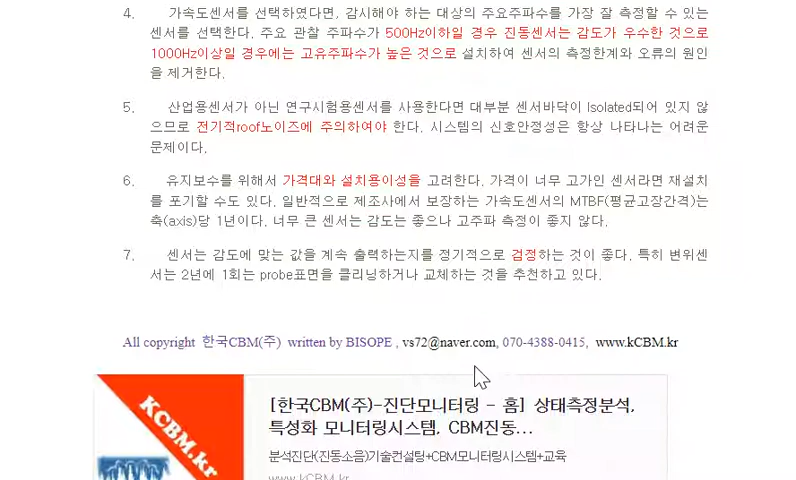 4. 가속도센서를 선택하였다면, 감시해야 하는 대상의 주요주파수를 가장 잘 측정할 수 있는
센서를 선택한다. 주요 관찰 주파수가 500Hz이하일 경우 진동센서는 감도가 우수한 것으로
1000Hz이상일 경우에는 고유주파수가 높은 것으로 설치하여 센서의 측정한계와 오류의 원인
을 제거한다.
5. 산업용센서가 아닌 연구시험용센서를 사용한다면 대부분 센서바닥이 Isolated되어 있지 않
으므로 전기적roof노이즈에 주의하여야 한다. 시스템의 신호안정성은 항상 나타나는 어려운
문제이다.
6. 유지보수를 위해서 가격대와 설치용이성을 고려한다. 가격이 너무 고가인 센서라면 재설치
를 포기할 수도 있다. 일반적으로 제조사에서 보장하는 가속도센서의 MTBF(평균고장간격)는
축(axis)당 1년이다. 너무 큰 센서는 감도는 좋으나 고주파 측정이 좋지 않다.
7. 센서는 감도에 맞는 값을 계속 출력하는지를 정기적으로 검정하는 것이 좋다. 특히 변위센
서는 2년에 1회는 probe표면을 클리닝하거나 교체하는 것을 추천하고 있다.
All copyright 한국CBM(주) written by BISOPE , vs72@naver.com, 070-4388-0415, www.kCBM.kr
KCBM.kr
[한국CBM(주)-진단모니터링 - 홈] 상태측정분석,
특성화 모니터링시스템, CBM진동...
분석진단(진동소음)기술컨설팅+CBM모니터링시스템+교육
www.kCBM.kr